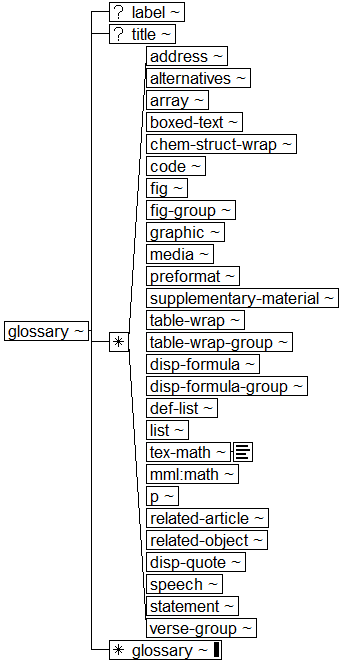 ? label ~
? title ~
address ~
alternatives ~
array ~
boxed-text ~
chem-struct-wrap ~
code ~
fig ~
fig-group ~
graphic ~
media ~
preformat ~
supplementary-material ~
glossary ~
table-wrap ~
*
table-wrap-group ~
disp-formula ~
disp-formula-group ~
def-list ~
list ~
tex-math ~
mml:math ~
p ~
related-article ~
related-object ~
disp-quote ~
speech ~
statement ~
verse-group ~
* glossary ~